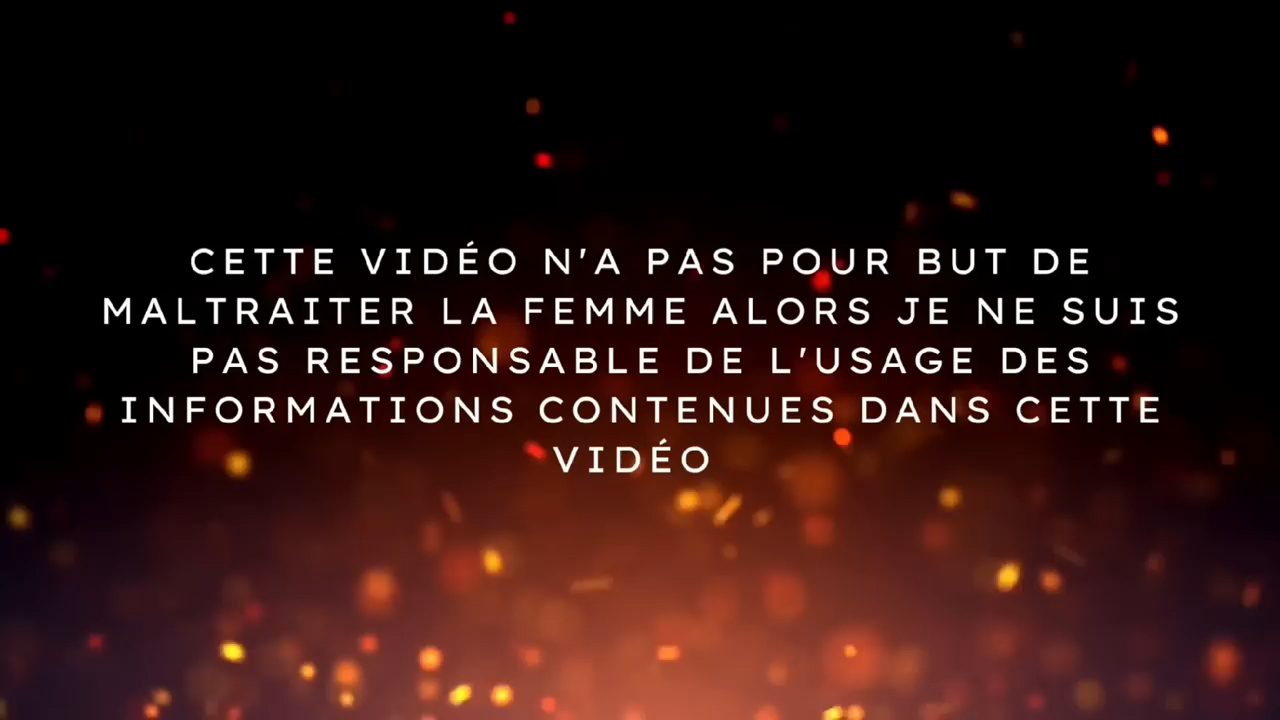 CETTE VIDÉO N'A PAS POUR BUT DE
MALTRAITER LA FEMME ALORS JE NE SUIS
PAS RESPONSABLE DE L'USAGE DES
INFORMATIONS CONTENUES DANS CETTE
VIDÉO